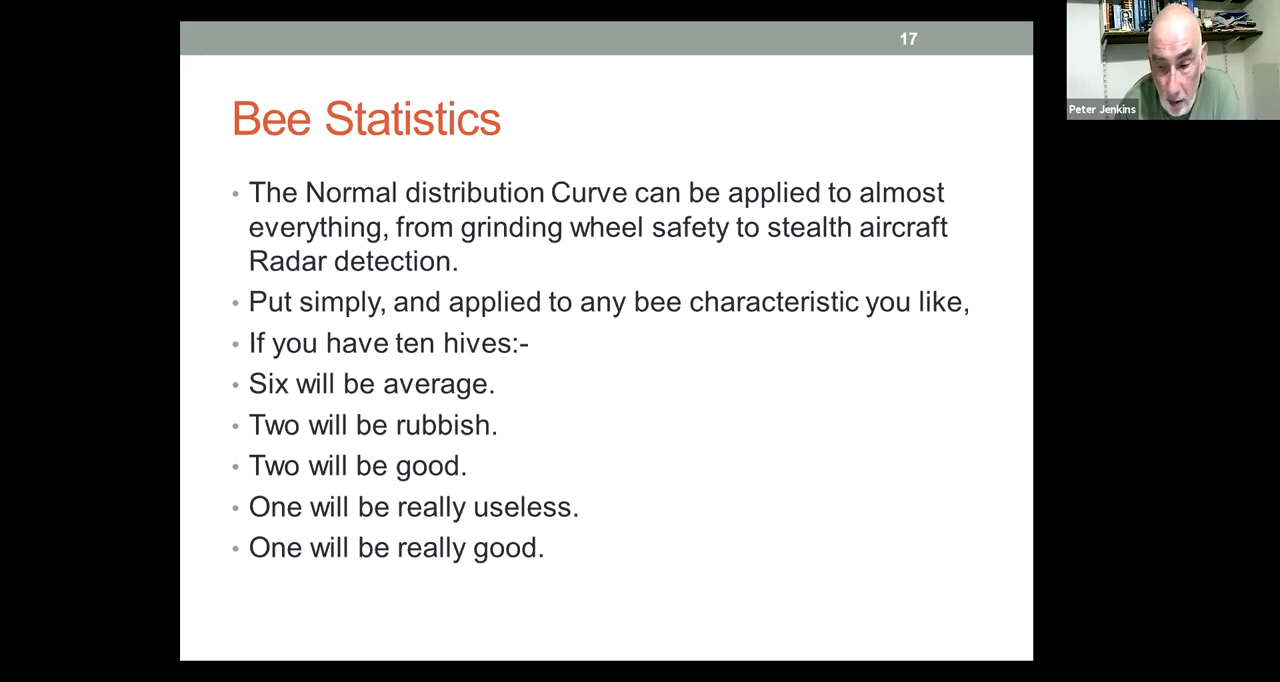 17
Bee Statistics
• The Normal distribution Curve can be applied to almost
everything, from grinding wheel safety to stealth aircraft
Radar detection.
• Put simply, and applied to any bee characteristic you like,
• If you have ten hives:-
• Six will be average.
• Two will be rubbish.
• Two will be good.
• One will be really useless.
• One will be really good.
Peter Jenkins